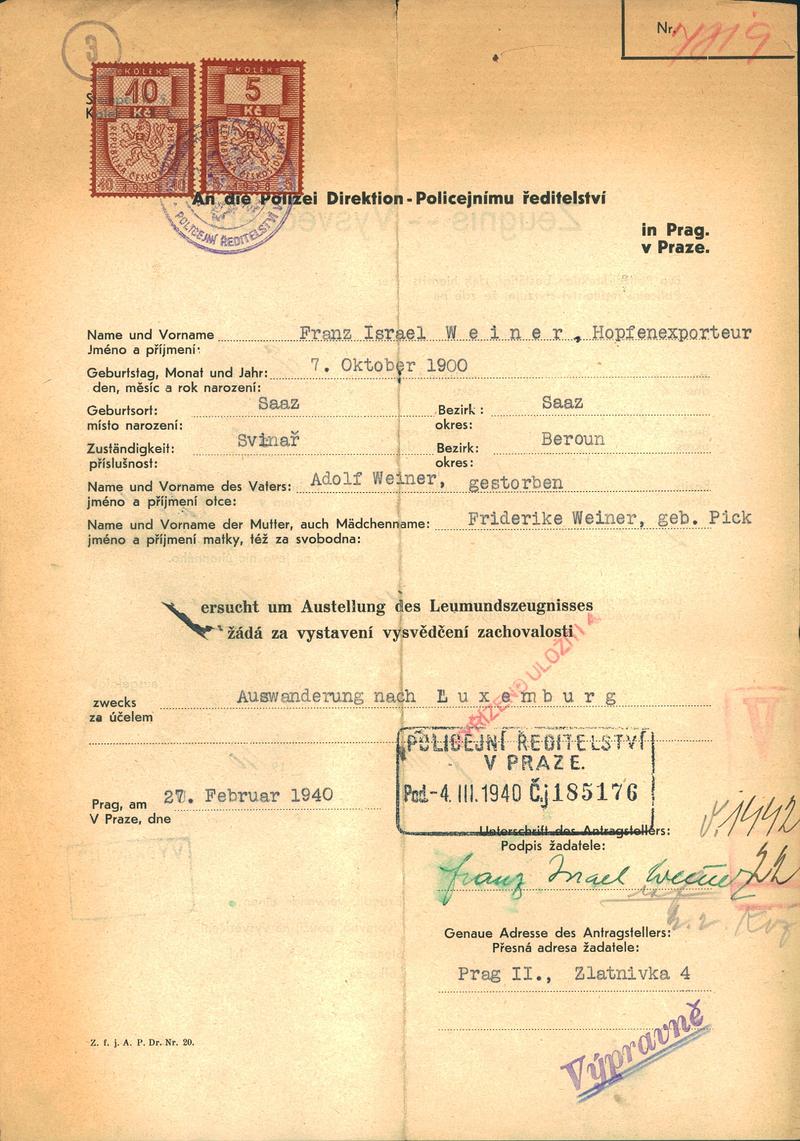 3
Nr.
KOLEK
10
Kč
KOLEK
5
Kč
POLICEJNÍ ŘEDITELSTVÍ V
An die Polizei Direktion - Policejnímu ředitelství
in Prag.
v Praze.
Name und Vorname Franz Israel W e i n e r , Hopfenexporteur
Jméno a příjmení:
Geburtstag, Monat und Jahr: 7. Oktober 1900
den, měsíc a rok narození:
Geburtsort: Saaz Bezirk : Saaz
místo narození: okres:
Zuständigkeit: Svinař Bezirk: Beroun
příslušnost: okres:
Name und Vorname des Vaters: Adolf Weiner, gestorben
jméno a příjmení otce:
Name und Vorname der Mutter, auch Mädchenname: Friderike Weiner, geb. Pick
jméno a příjmení matky, též za svobodna:
ersucht um Austellung des Leumundszeugnisses
žádá za vystavení vysvědčení zachovalosti
zwecks Auswanderung nach L u x e m b u r g
za účelem
POLICEJNÍ ŘEDITELSTVÍ
V PRAZE.
Pod -4. III. 1940 Č.j 185176
Prag, am 27. Februar 1940
V Praze, dne
Unterschrift des Antragstellers:
Podpis žadatele:
Franz Israel Weiner
Genaue Adresse des Antragstellers:
Přesná adresa žadatele:
Prag II., Zlatnivka 4
Výpravně
Z. f. j. A. P. Dr. Nr. 20.